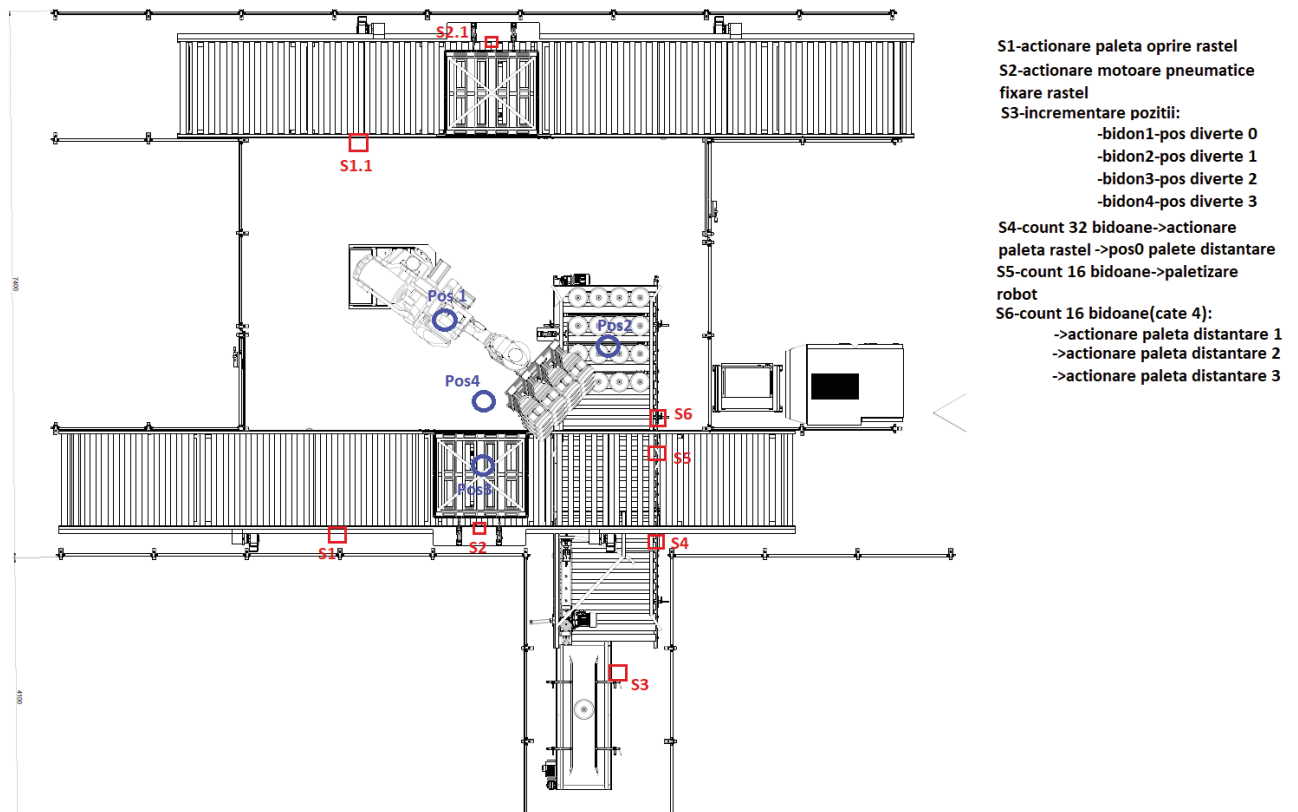 S2.1
S1.1
Pos 1
Pos2
Pos4
S6
S5
Pos3
S1
S2
S4
S3
7400
4100
S1-actionare paleta oprire rastel
S2-actionare motoare pneumatice
fixare rastel
S3-incrementare pozitii:
-bidon1-pos diverte 0
-bidon2-pos diverte 1
-bidon3-pos diverte 2
-bidon4-pos diverte 3
S4-count 32 bidoane->actionare
paleta rastel ->pos0 palete distantare
S5-count 16 bidoane->paletizare
robot
S6-count 16 bidoane(cate 4):
->actionare paleta distantare 1
->actionare paleta distantare 2
->actionare paleta distantare 3